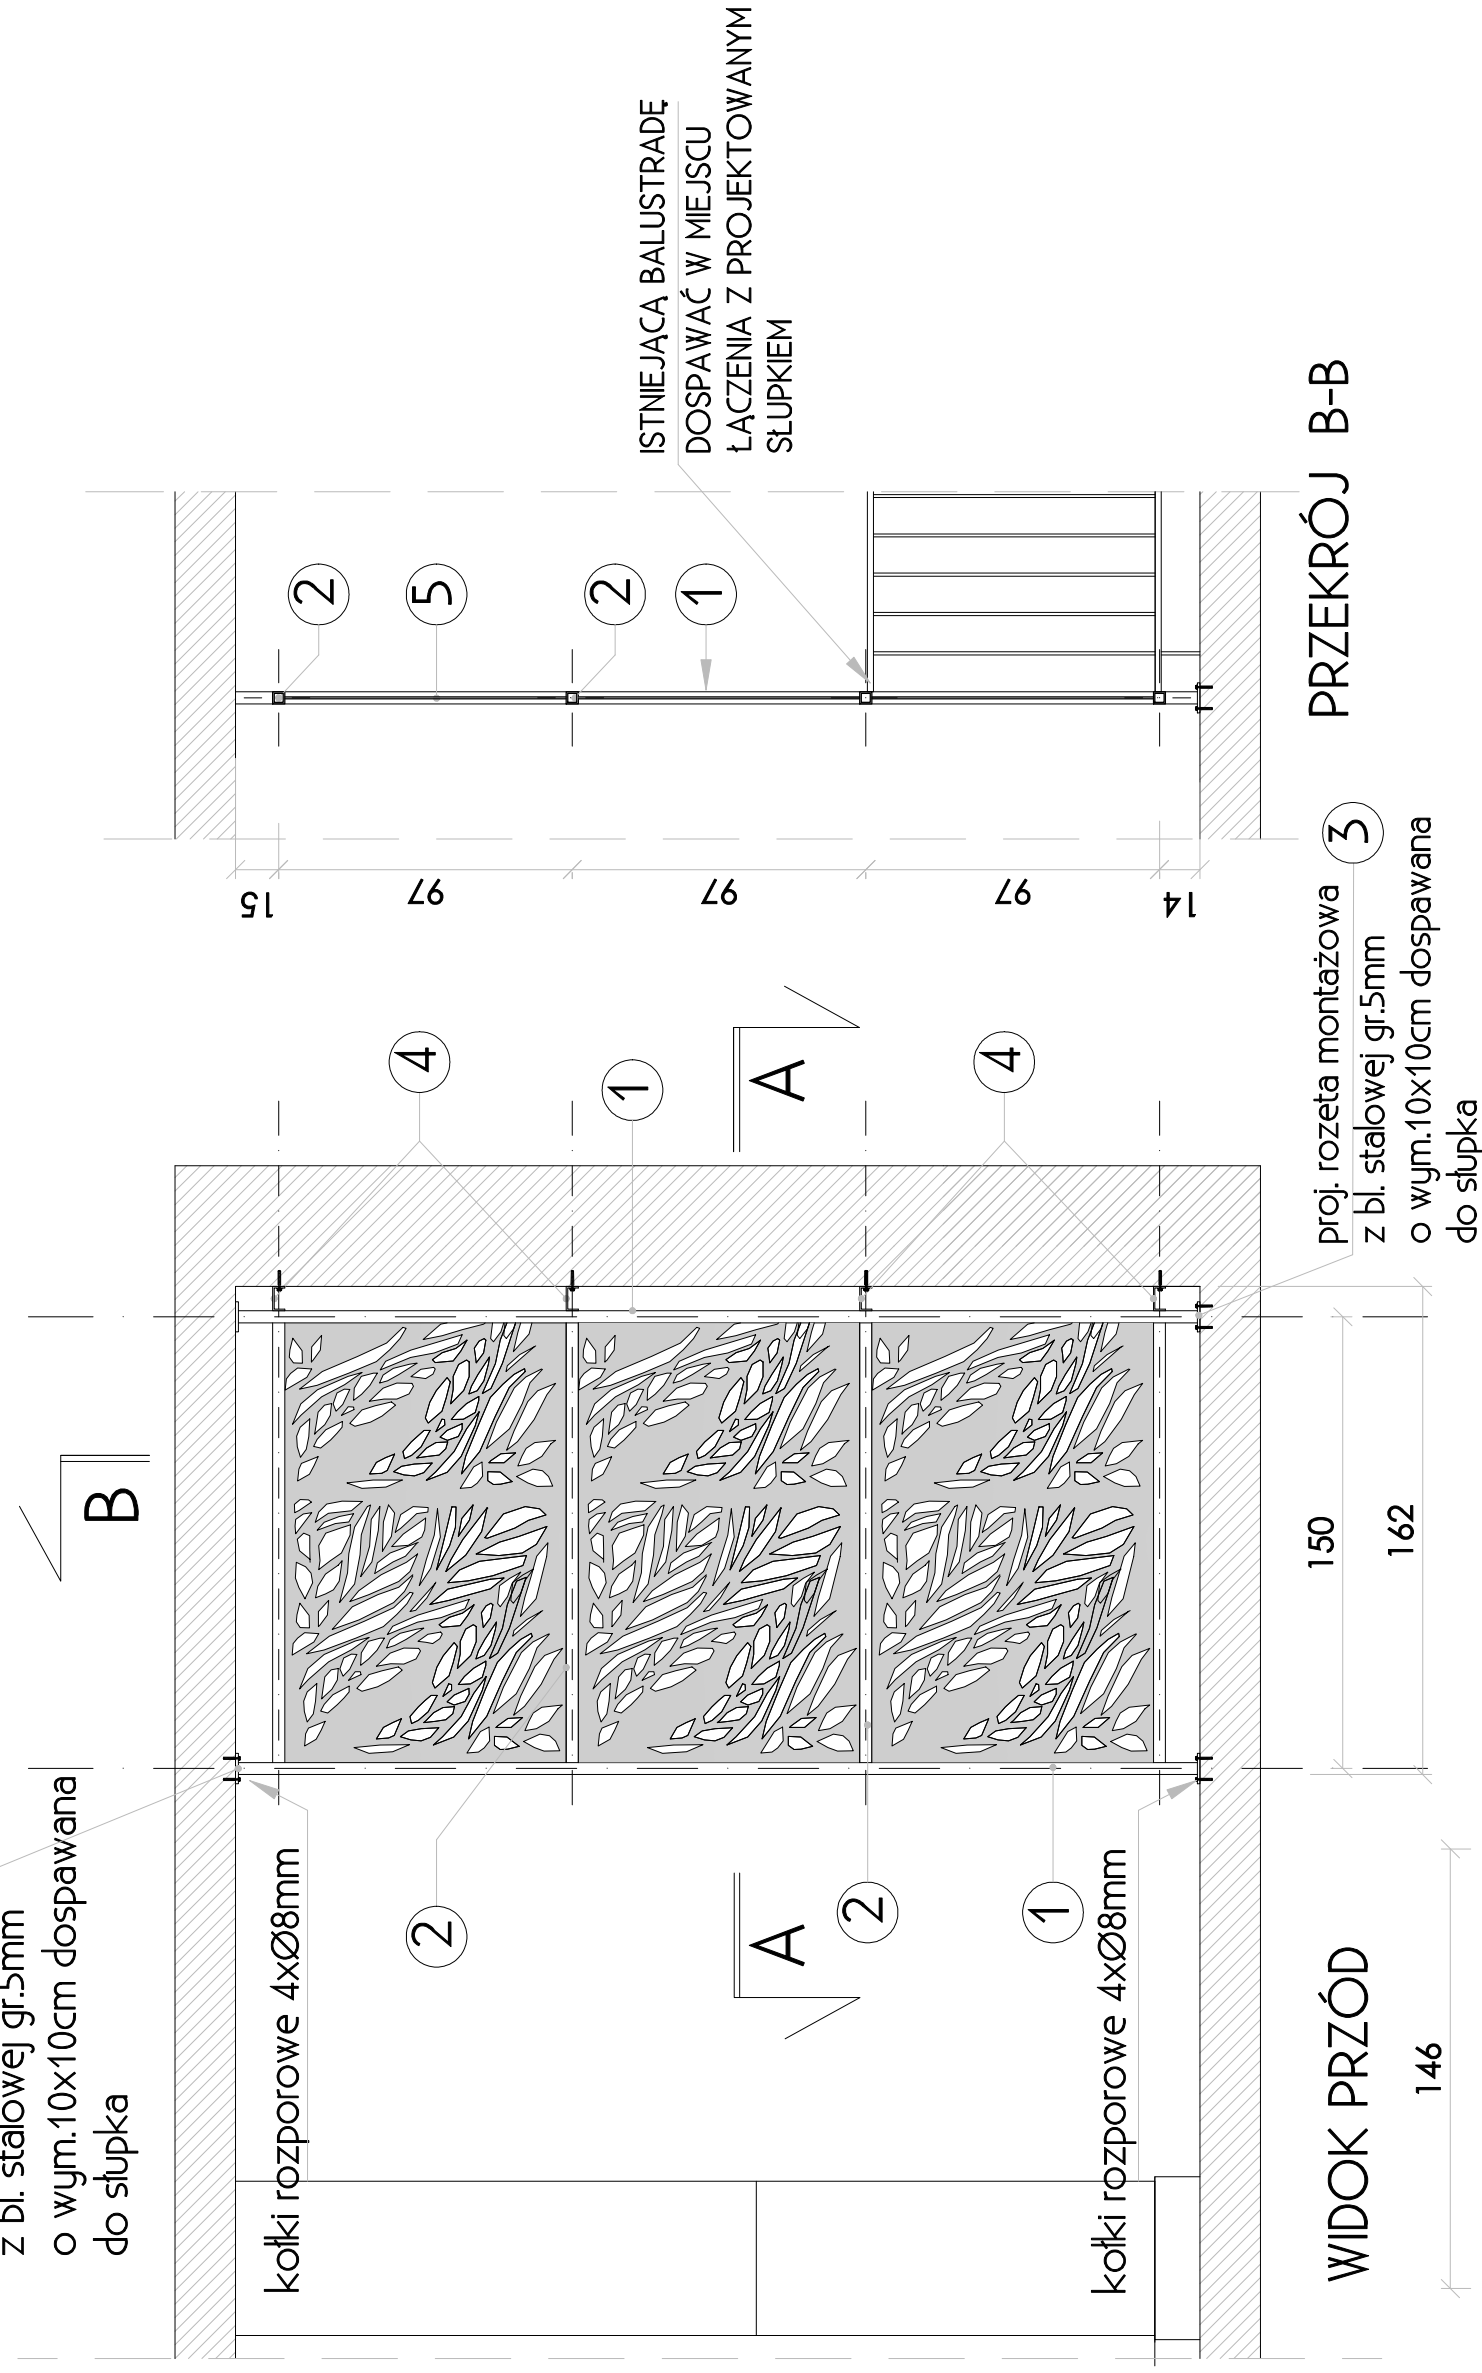 z bl. stalowej gr.5mm
o wym.10x10cm dospawana
do słupka
kołki rozporowe 4xØ8mm
B
2
A
2
1
kołki rozporowe 4xØ8mm
WIDOK PRZÓD
146
150
162
4
1
A
4
proj. rozeta montażowa
3
z bl. stalowej gr.5mm
o wym.10x10cm dospawana
do słupka
15
97
97
97
14
2
5
2
1
ISTNIEJĄCĄ BALUSTRADĘ
DOSPAWAĆ W MIEJSCU
ŁĄCZENIA Z PROJEKTOWANYM
SŁUPKIEM
PRZEKRÓJ B-B